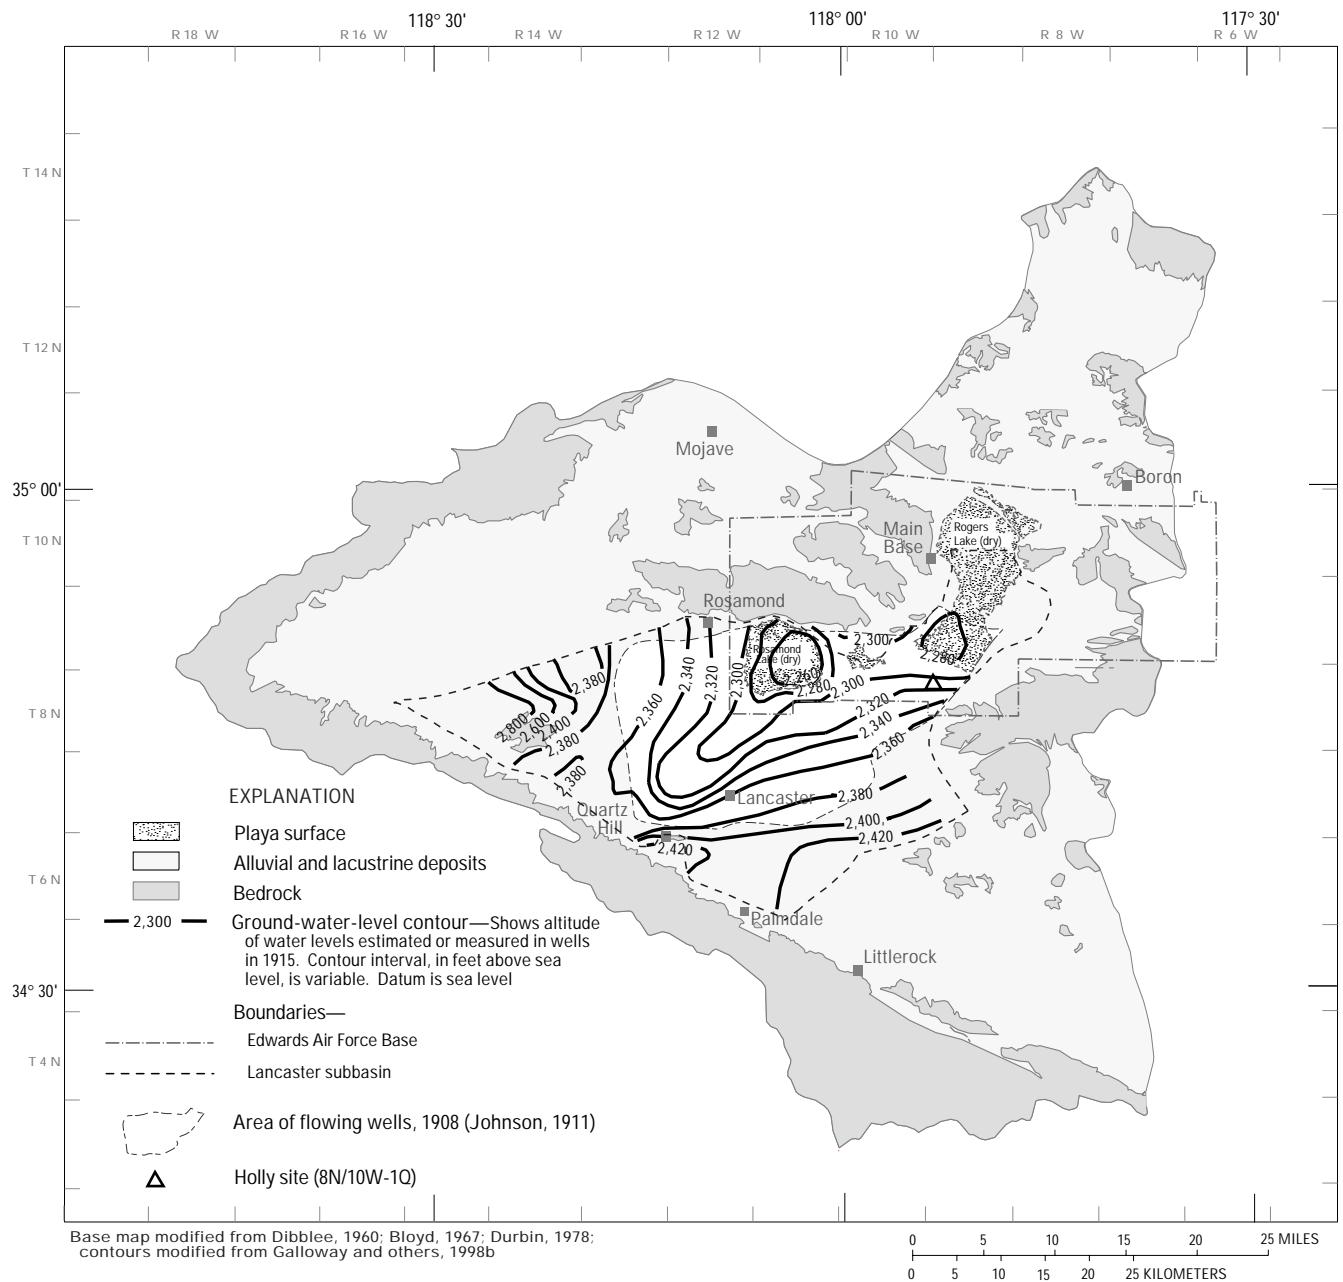 118° 30'
118° 00'
117° 30'
R 18 W
R 16 W
R 14 W
R 12 W
R 10 W
R 8 W
R 6 W
T 14 N
T 12 N
35° 00'
T 10 N
T 8 N
T 6 N
34° 30'
T 4 N
Mojave
Boron
Main
Base
Rogers
Lake (dry)
Rosamond
Rosamond
Lake (dry)
2,300
2,280
2,260
2,280
2,300
2,300
2,320
2,340
2,360
2,380
2,800
2,600
2,400
2,380
2,380
2,320
2,340
2,360
Lancaster
2,380
2,400
2,420
Quartz
Hill
2,420
Palmdale
Littlerock
EXPLANATION
Playa surface
Alluvial and lacustrine deposits
Bedrock
2,300 Ground-water-level contour—Shows altitude
of water levels estimated or measured in wells
in 1915. Contour interval, in feet above sea
level, is variable. Datum is sea level
Boundaries—
Edwards Air Force Base
Lancaster subbasin
Area of flowing wells, 1908 (Johnson, 1911)
Holly site (8N/10W-1Q)
Base map modified from Dibblee, 1960; Bloyd, 1967; Durbin, 1978;
contours modified from Galloway and others, 1998b
0 5 10 15 20 25 MILES
0 5 10 15 20 25 KILOMETERS